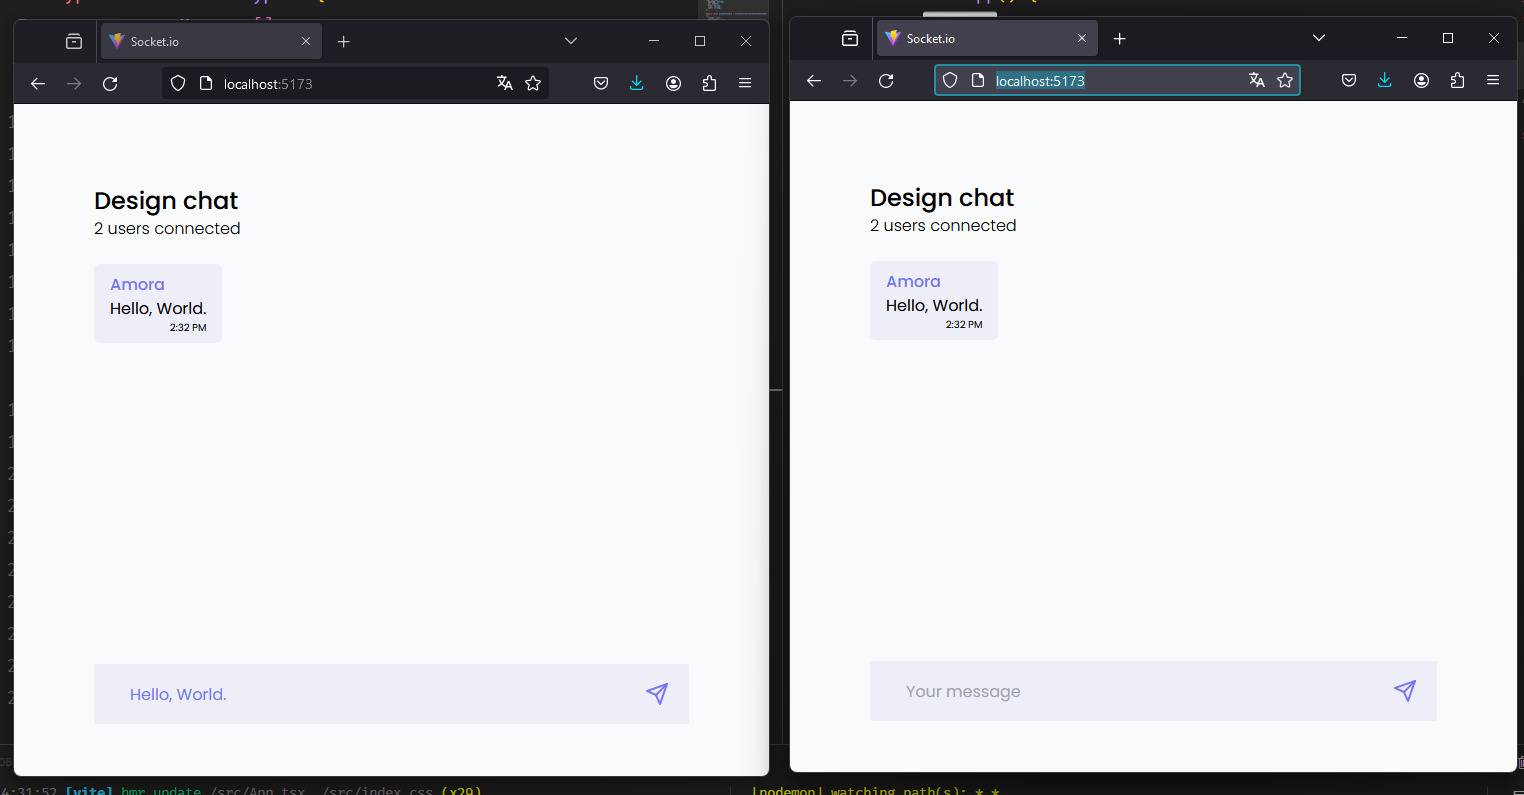 Socket.io
localhost:5173
Design chat
2 users connected
Amora
Hello, World.
2:32 PM
Hello, World.
Socket.io
localhost:5173
Design chat
2 users connected
Amora
Hello, World.
2:32 PM
Your message
4:31:52 [vite] hmr update /src/App.tsx, /src/index.css (x29)
[nodemon] watching path(s): *.*